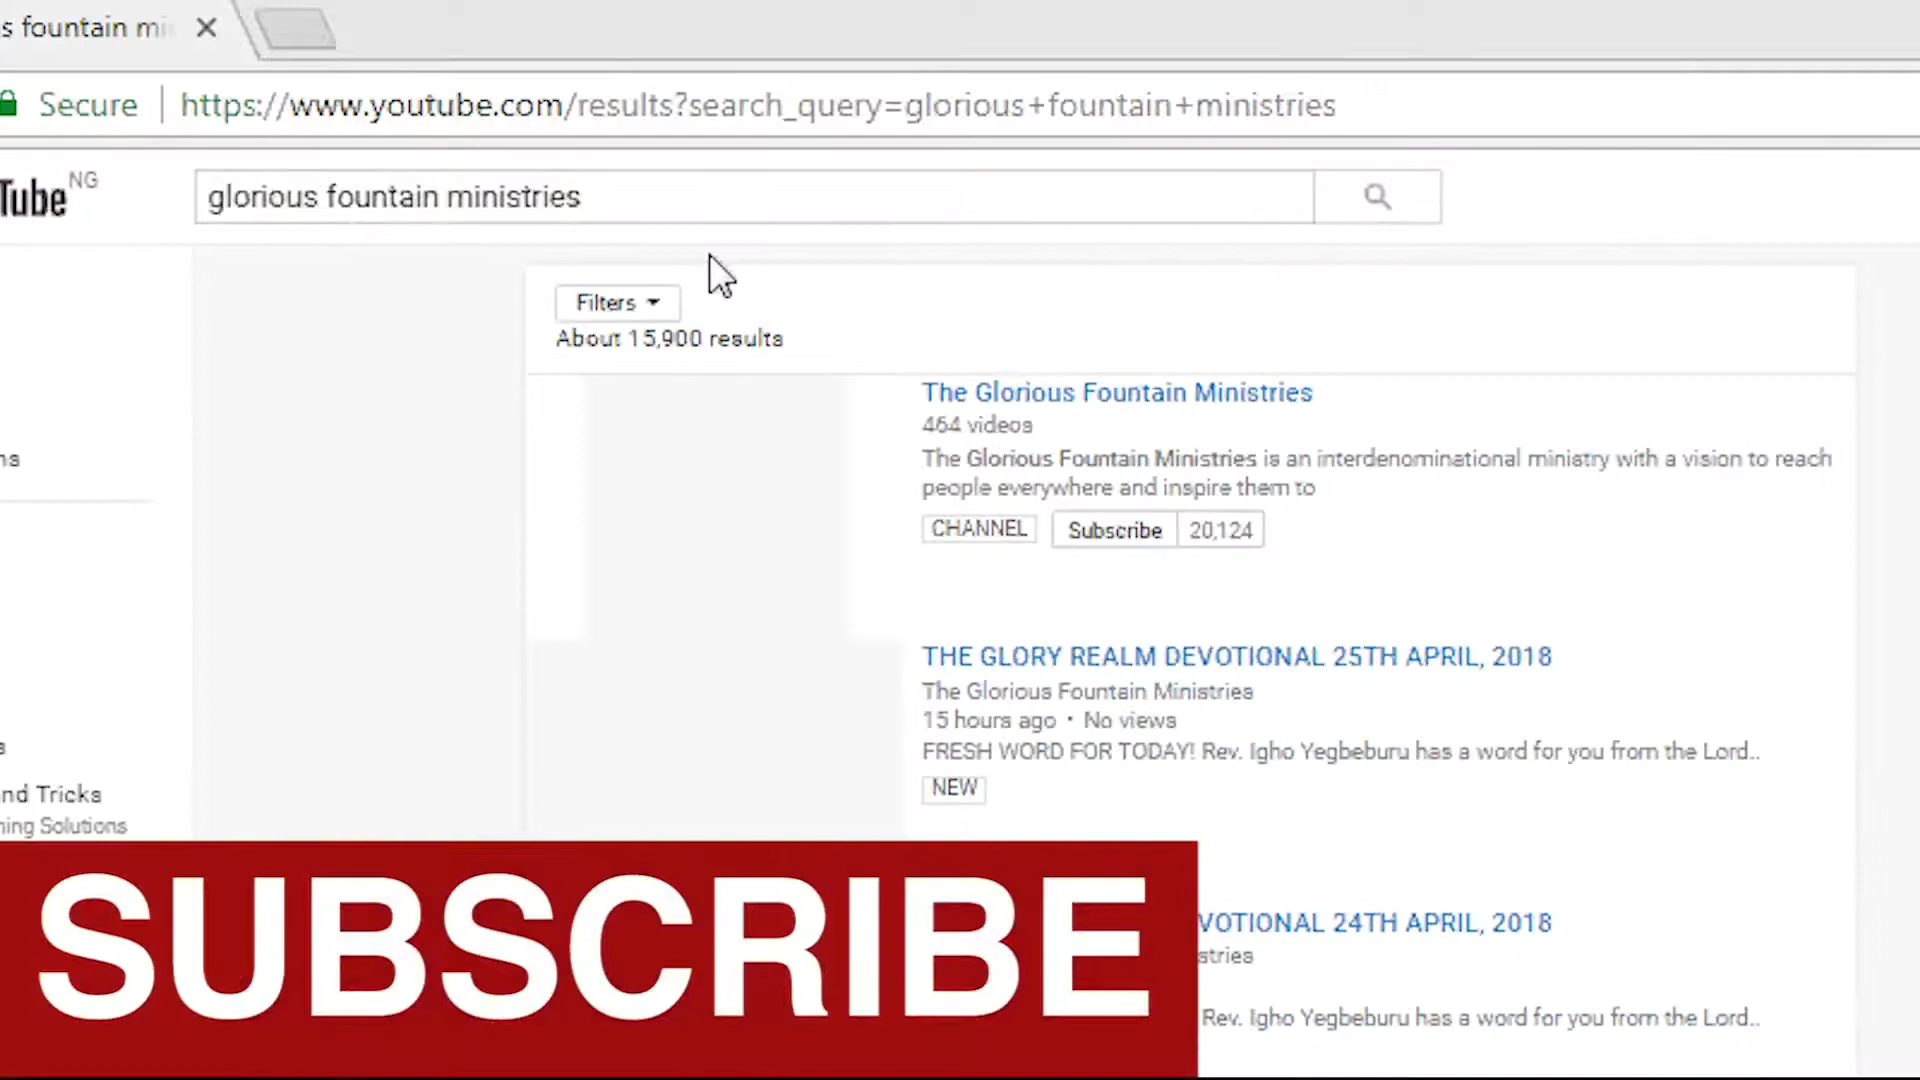 s fountain mi
Secure https://www.youtube.com/results?search_query=glorious+fountain+ministries
Tube NG
glorious fountain ministries
Filters
About 15,900 results
The Glorious Fountain Ministries
464 videos
The Glorious Fountain Ministries is an interdenominational ministry with a vision to reach
people everywhere and inspire them to
CHANNEL Subscribe 20,124
THE GLORY REALM DEVOTIONAL 25TH APRIL, 2018
The Glorious Fountain Ministries
15 hours ago • No views
FRESH WORD FOR TODAY! Rev. Igho Yegbeburu has a word for you from the Lord..
NEW
ns
s
nd Tricks
ning Solutions
SUBSCRIBE
VOTIONAL 24TH APRIL, 2018
stries
Rev. Igho Yegbeburu has a word for you from the Lord..